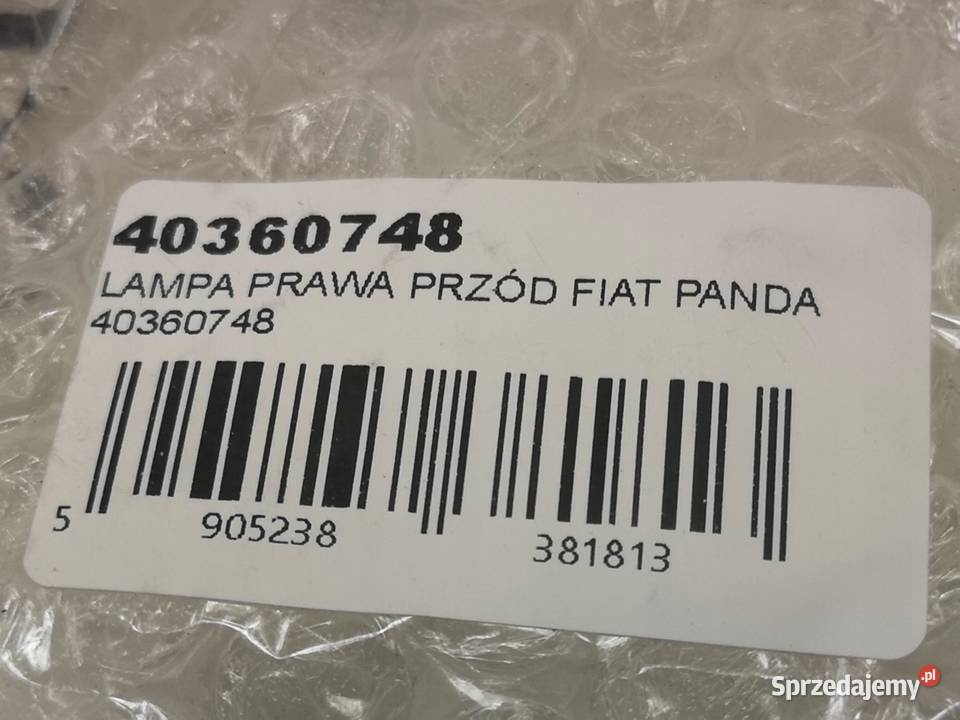 40360748
LAMPA PRAWA PRZÓD FIAT PANDA
40360748
5 905238 381813
Sprzedajemy.pl